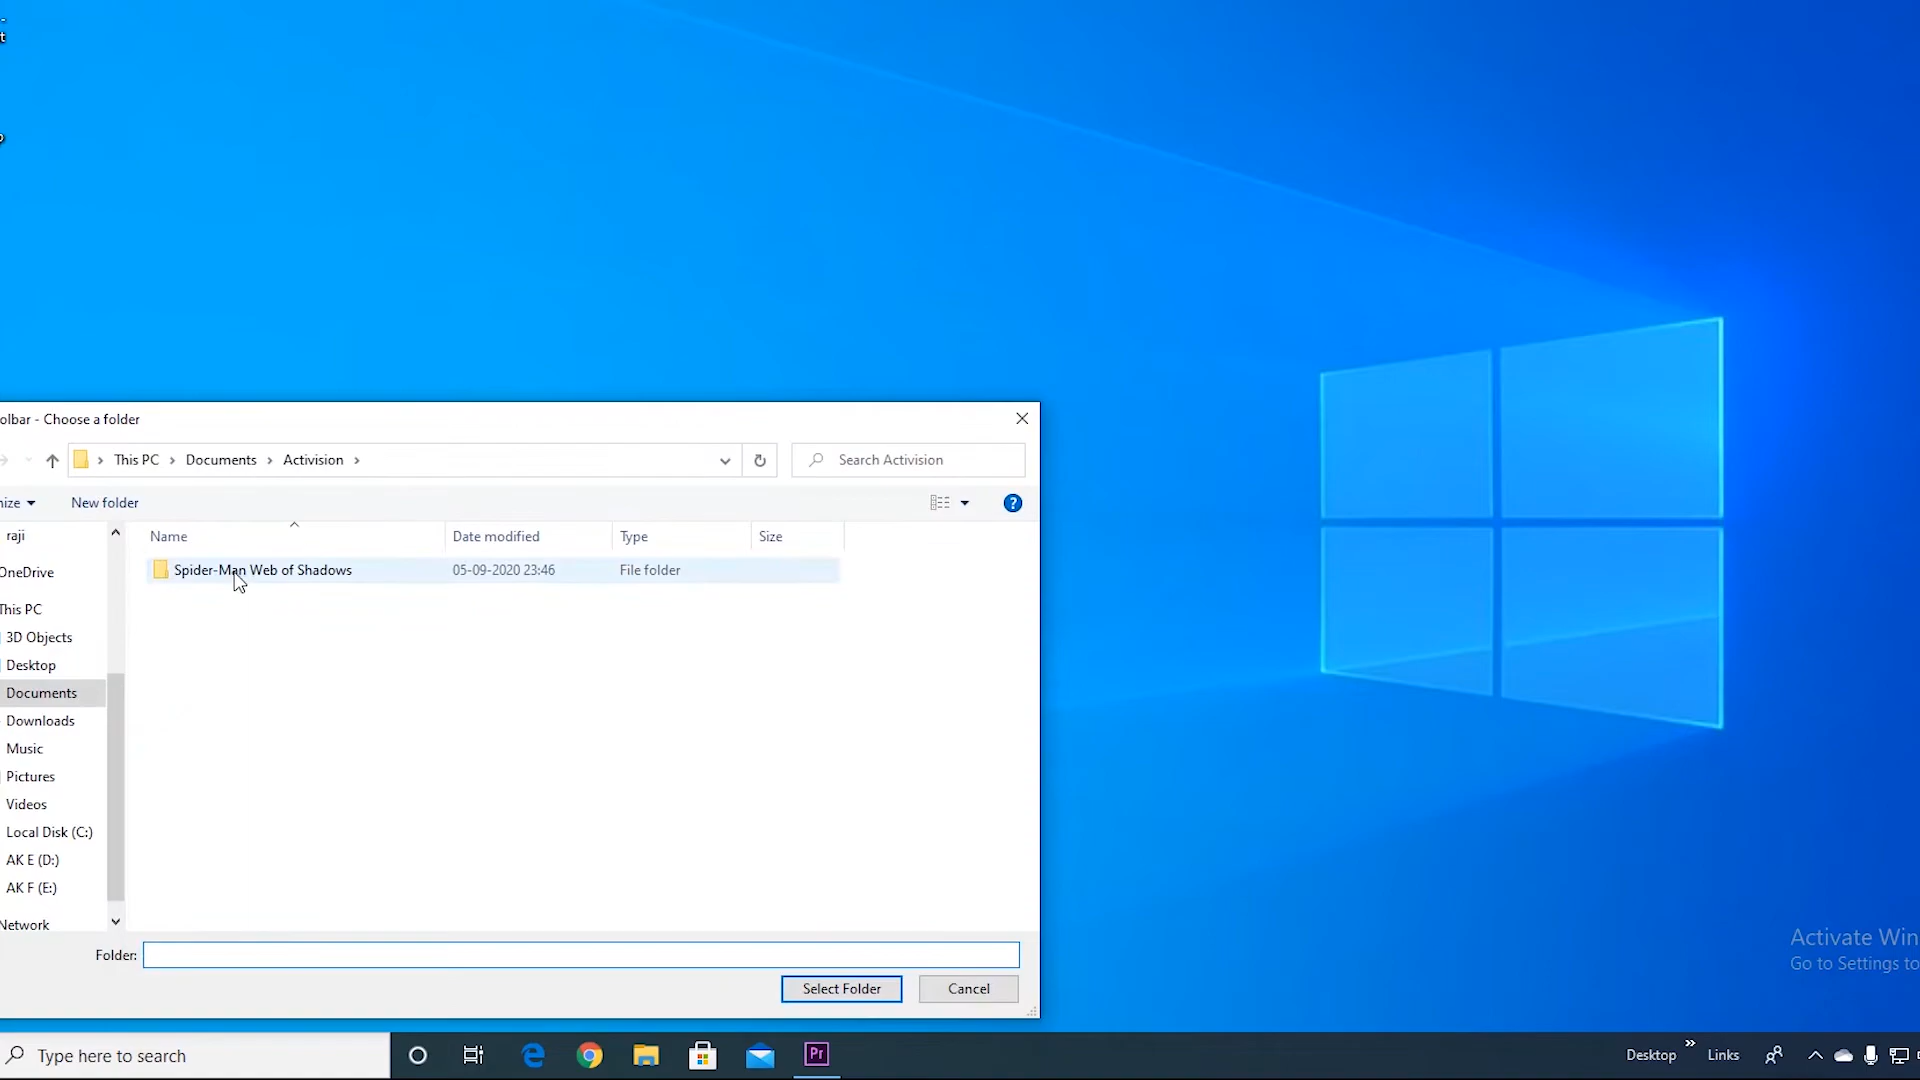 t
olbar - Choose a folder
This PC > Documents > Activision >
Search Activision
nize
New folder
Name
Date modified
Type
Size
Spider-Man Web of Shadows
05-09-2020 23:46
File folder
raji
OneDrive
This PC
3D Objects
Desktop
Documents
Downloads
Music
Pictures
Videos
Local Disk (C:)
AK E (D:)
AK F (E:)
Network
Folder:
Select Folder
Cancel
Activate Win
Go to Settings to
Type here to search
Pr
Desktop
Links